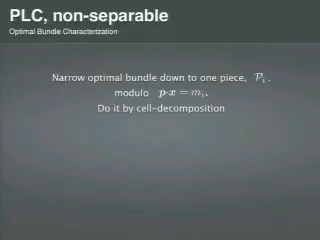 PLC, non-separable
Optimal Bundle Characterization
Narrow optimal bundle down to one piece, 𝒫ᵢ,
modulo p·x = mᵢ.
Do it by cell-decomposition